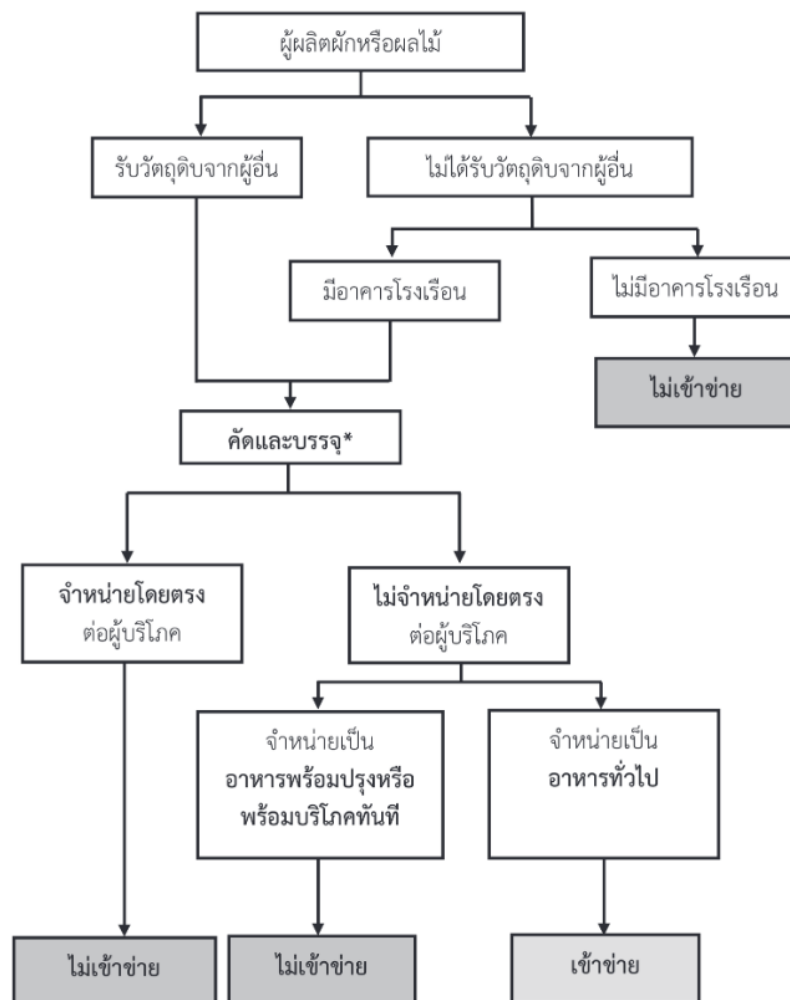 ผู้ผลิตผักหรือผลไม้
รับวัตถุดิบจากผู้อื่น
ไม่ได้รับวัตถุดิบจากผู้อื่น
มีอาคารโรงเรือน
ไม่มีอาคารโรงเรือน
ไม่เข้าข่าย
คัดและบรรจุ*
จำหน่ายโดยตรง
ต่อผู้บริโภค
ไม่จำหน่ายโดยตรง
ต่อผู้บริโภค
จำหน่ายเป็น
อาหารพร้อมปรุงหรือ
พร้อมบริโภคทันที
จำหน่ายเป็น
อาหารทั่วไป
ไม่เข้าข่าย
ไม่เข้าข่าย
เข้าข่าย